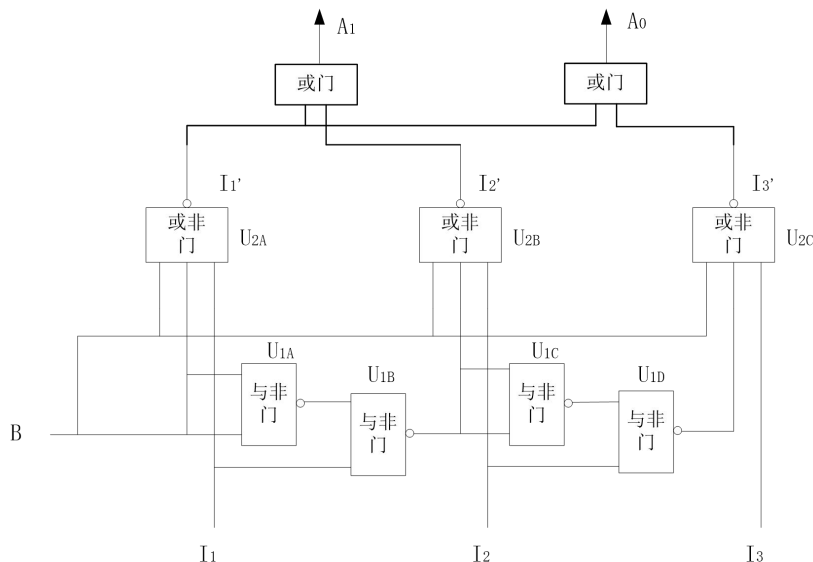 A1
A0
或门
或门
I1'
I2'
I3'
或非
门
U2A
或非
门
U2B
或非
门
U2C
U1A
与非
门
U1B
与非
门
U1C
与非
门
U1D
与非
门
B
I1
I2
I3